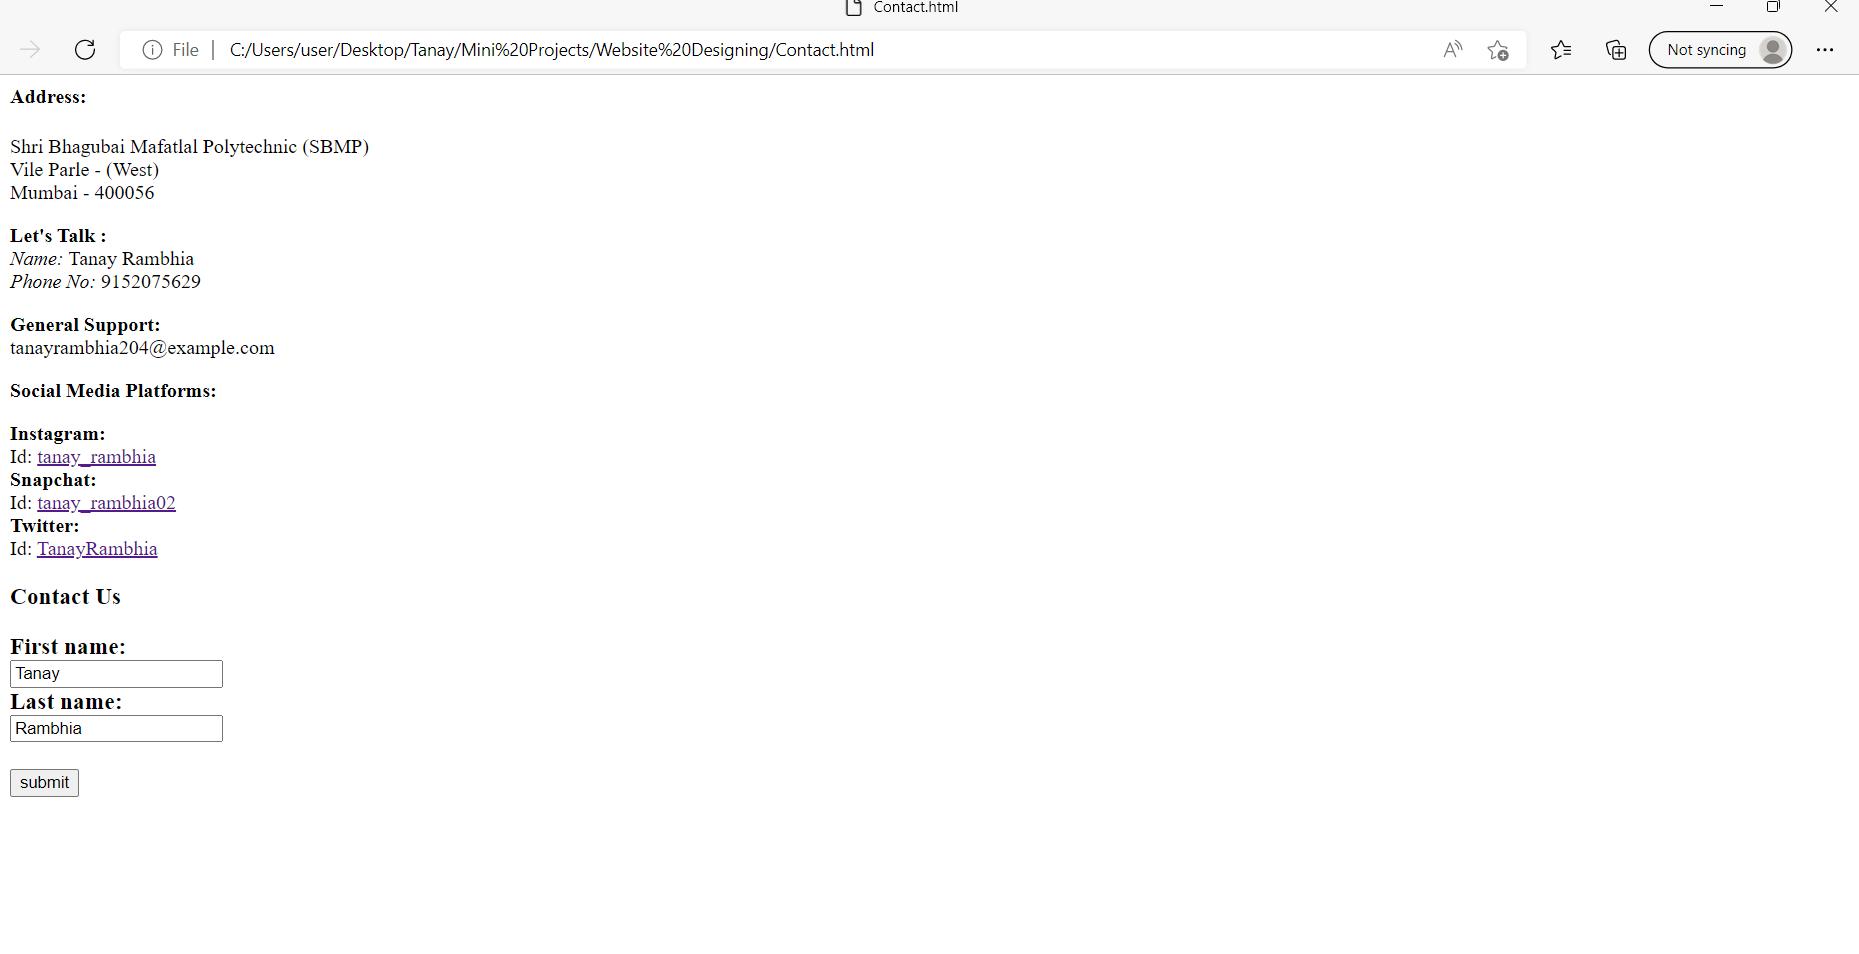 Contact.html
File | C:/Users/user/Desktop/Tanay/Mini%20Projects/Website%20Designing/Contact.html
Not syncing
Address:
Shri Bhagubai Mafatlal Polytechnic (SBMP)
Vile Parle - (West)
Mumbai - 400056
Let's Talk :
Name: Tanay Rambhia
Phone No: 9152075629
General Support:
tanayrambhia204@example.com
Social Media Platforms:
Instagram:
Id: tanay_rambhia
Snapchat:
Id: tanay_rambhia02
Twitter:
Id: TanayRambhia
Contact Us
First name:
Tanay
Last name:
Rambhia
submit